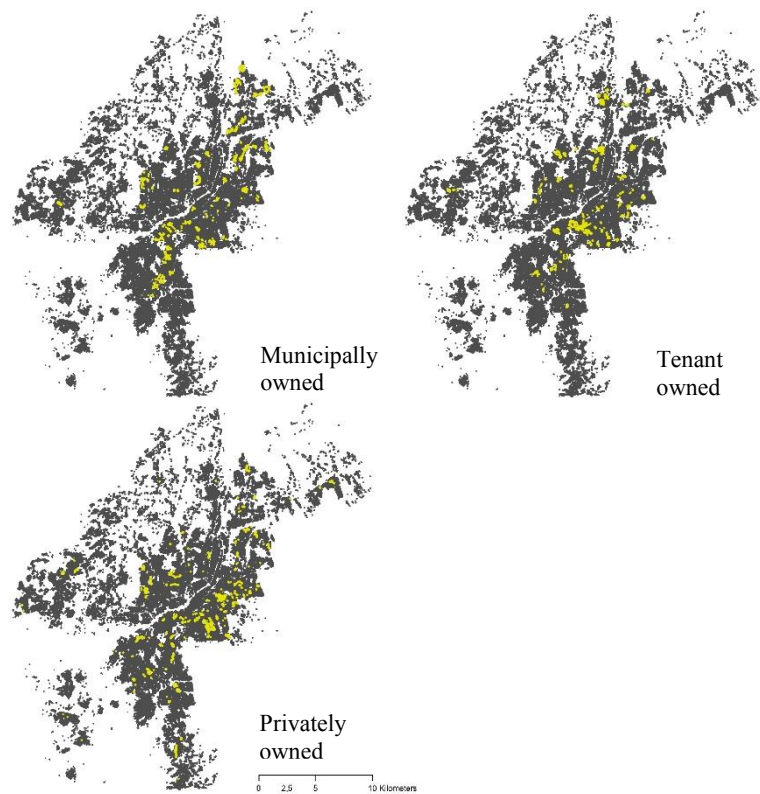 Municipally
owned
Tenant
owned
Privately
owned
0 2,5 5 10 Kilometers